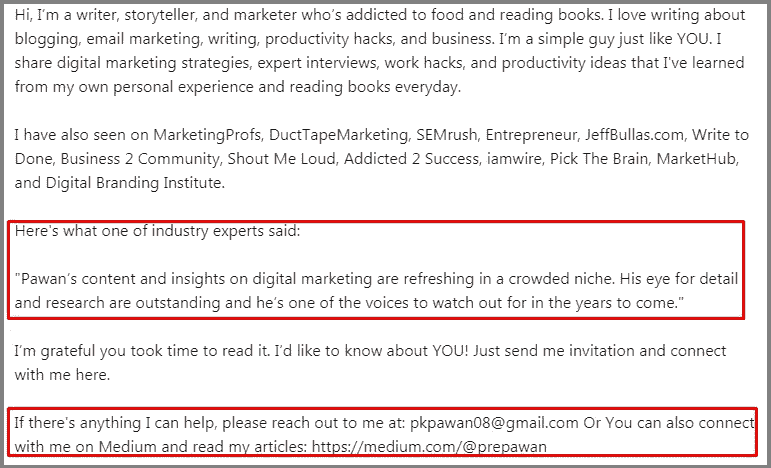 Hi, I'm a writer, storyteller, and marketer who's addicted to food and reading books. I love writing about
blogging, email marketing, writing, productivity hacks, and business. I'm a simple guy just like YOU. I
share digital marketing strategies, expert interviews, work hacks, and productivity ideas that I've learned
from my own personal experience and reading books everyday.
I have also seen on MarketingProfs, DuctTapeMarketing, SEMrush, Entrepreneur, JeffBullas.com, Write to
Done, Business 2 Community, Shout Me Loud, Addicted 2 Success, iamwire, Pick The Brain, MarketHub,
and Digital Branding Institute.
Here's what one of industry experts said:
"Pawan's content and insights on digital marketing are refreshing in a crowded niche. His eye for detail
and research are outstanding and he's one of the voices to watch out for in the years to come."
I'm grateful you took time to read it. I'd like to know about YOU! Just send me invitation and connect
with me here.
If there's anything I can help, please reach out to me at: pkpawan08@gmail.com Or You can also connect
with me on Medium and read my articles: https://medium.com/@prepawan